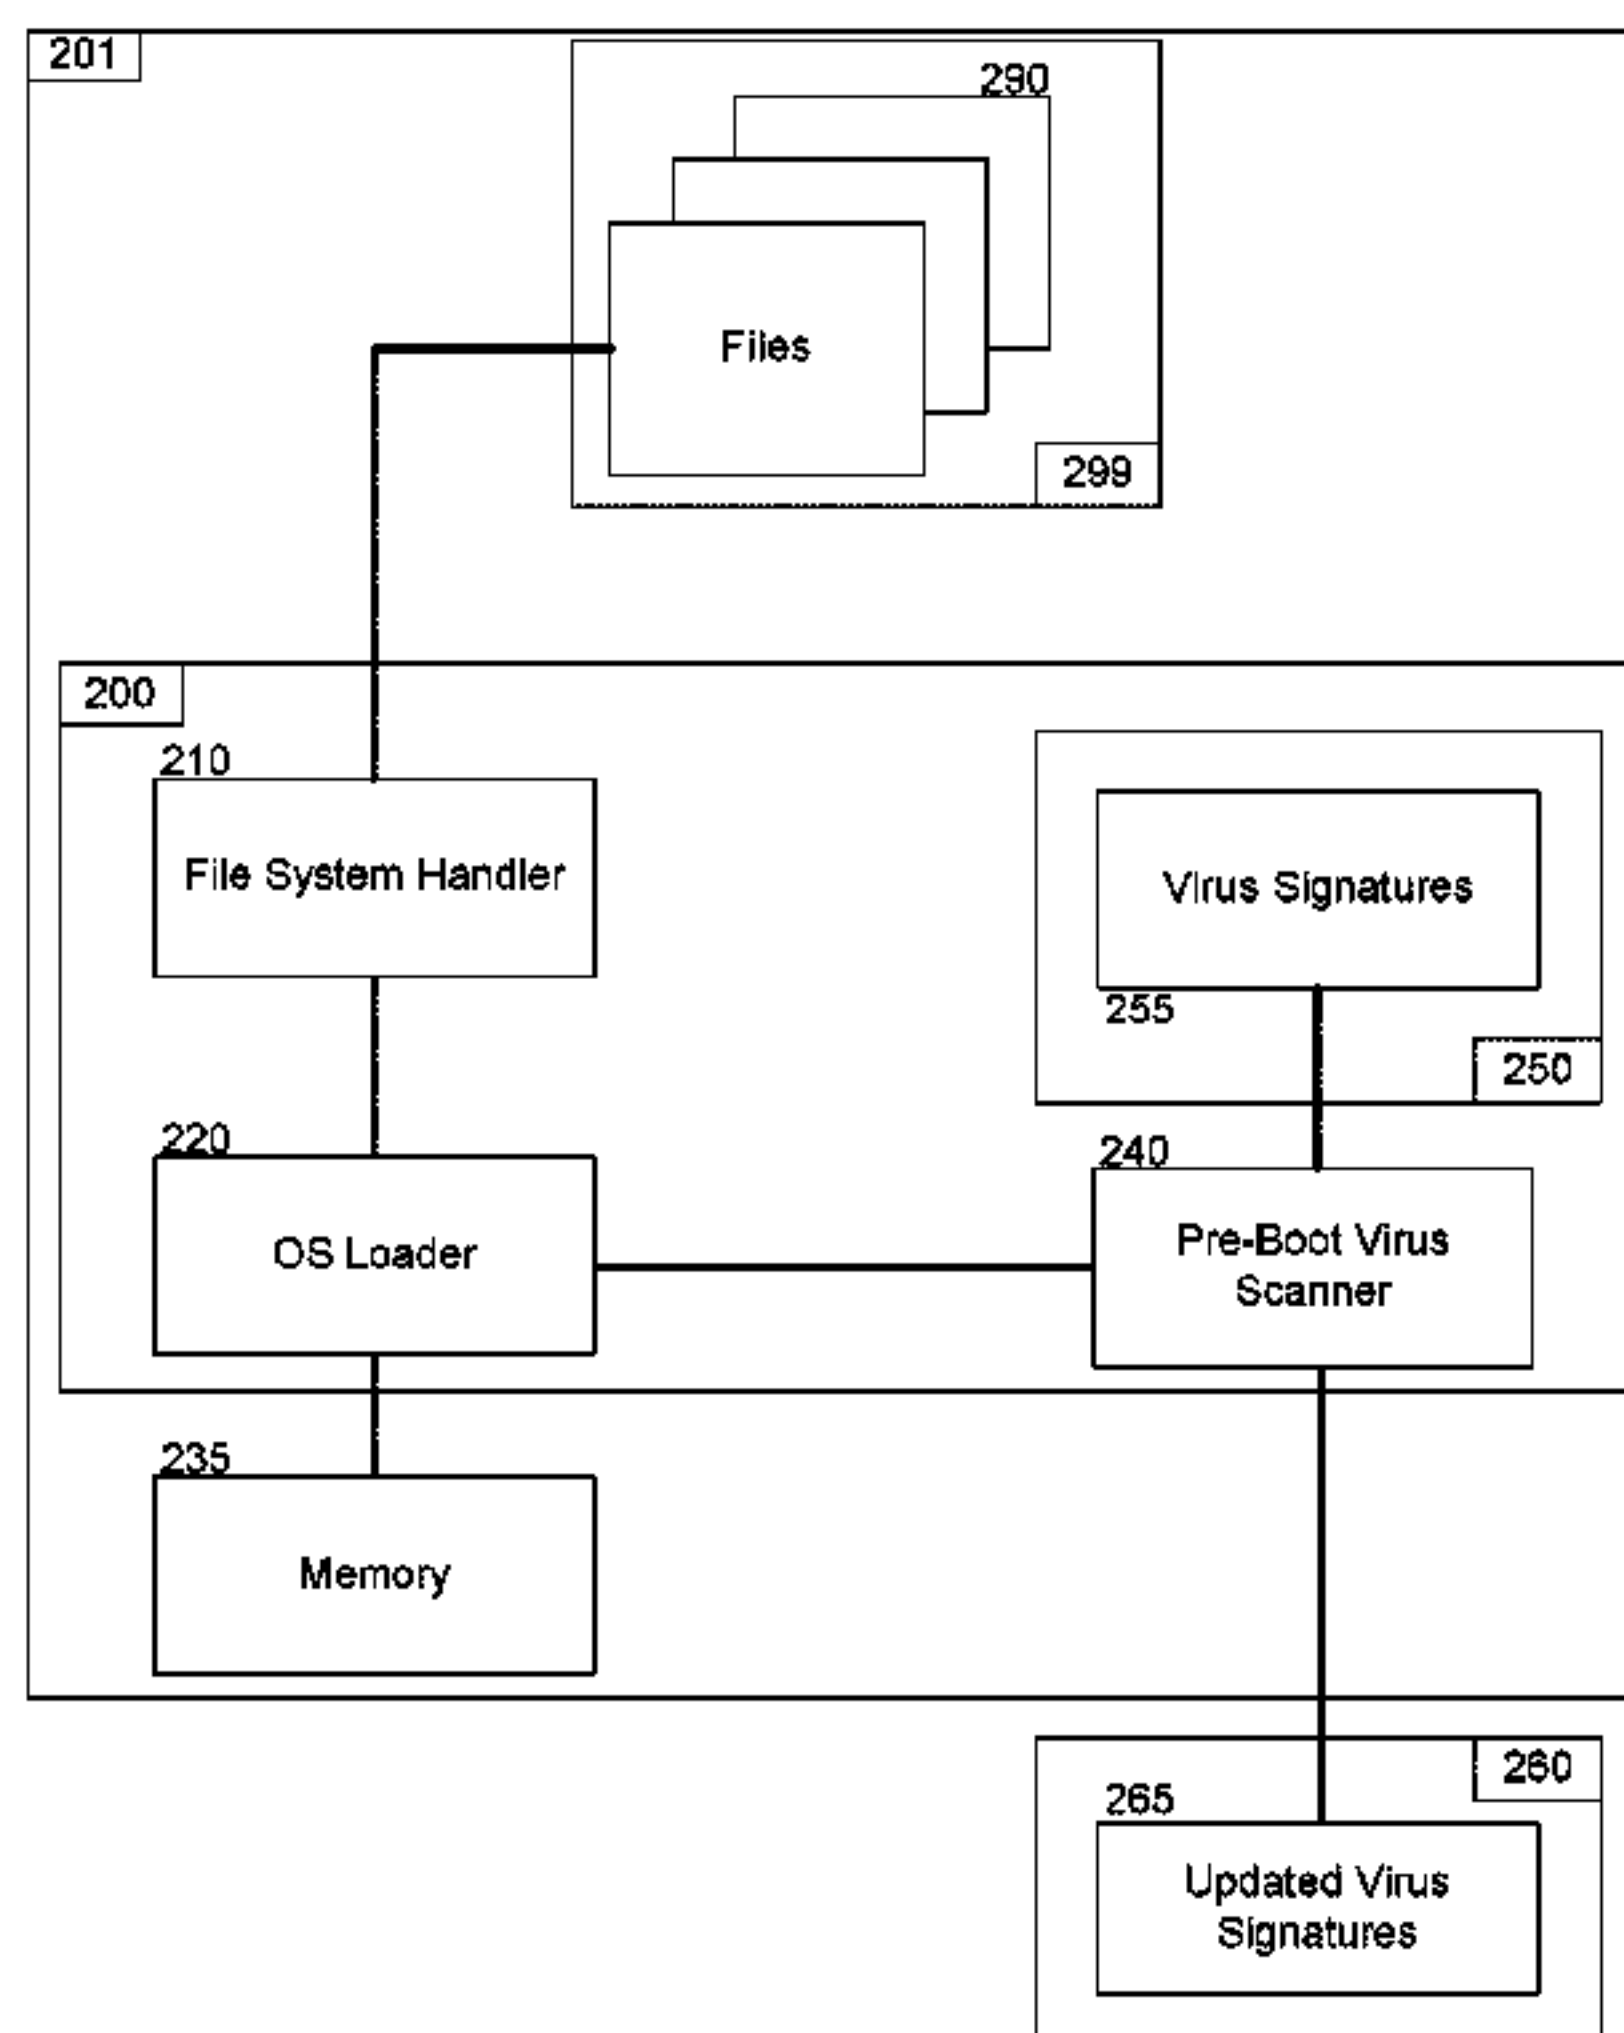 201
290
Files
299
200
210
File System Handler
Virus Signatures
255
250
220
OS Loader
240
Pre-Boot Virus
Scanner
235
Memory
260
265
Updated Virus
Signatures